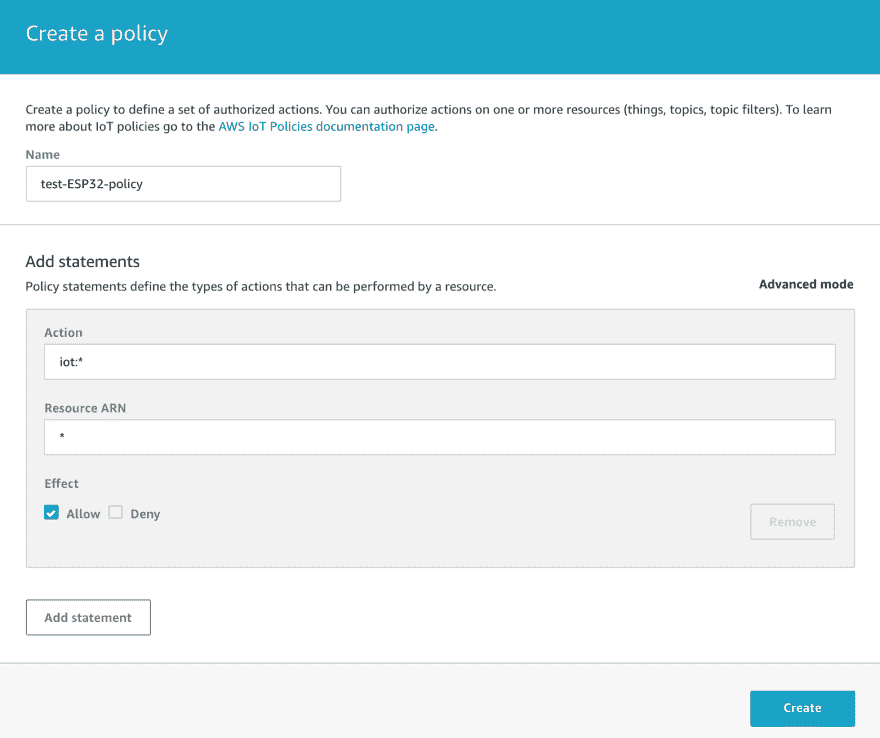 Create a policy
Create a policy to define a set of authorized actions. You can authorize actions on one or more resources (things, topics, topic filters). To learn
more about IoT policies go to the AWS IoT Policies documentation page.
Name
test-ESP32-policy
Add statements
Policy statements define the types of actions that can be performed by a resource.
Advanced mode
Action
iot:*
Resource ARN
*
Effect
Allow Deny
Remove
Add statement
Create